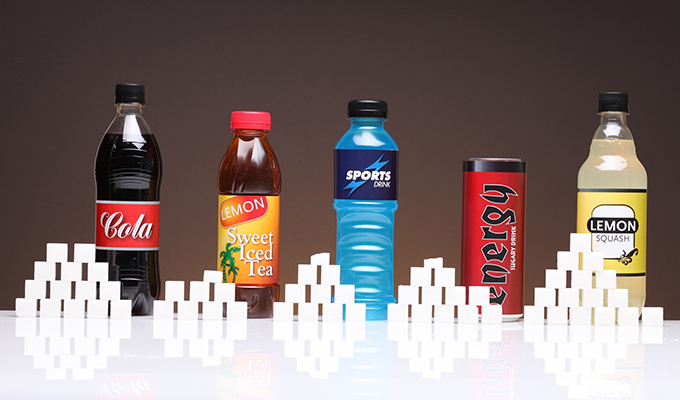 Cola
LEMON
Sweet
Iced
Tea
SPORTS
DRINK
energy
SUGARY DRINK
LEMON
SQUASH